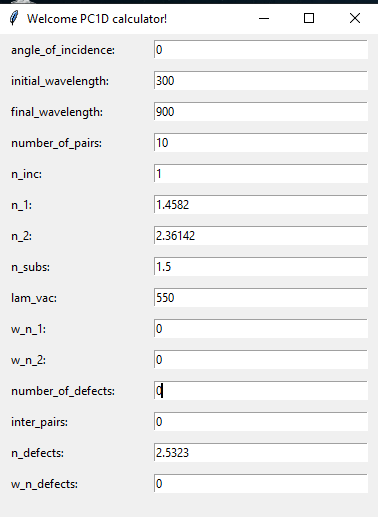 Welcome PC1D calculator!
angle_of_incidence: 0
initial_wavelength: 300
final_wavelength: 900
number_of_pairs: 10
n_inc: 1
n_1: 1.4582
n_2: 2.36142
n_subs: 1.5
lam_vac: 550
w_n_1: 0
w_n_2: 0
number_of_defects: 0
inter_pairs: 0
n_defects: 2.5323
w_n_defects: 0